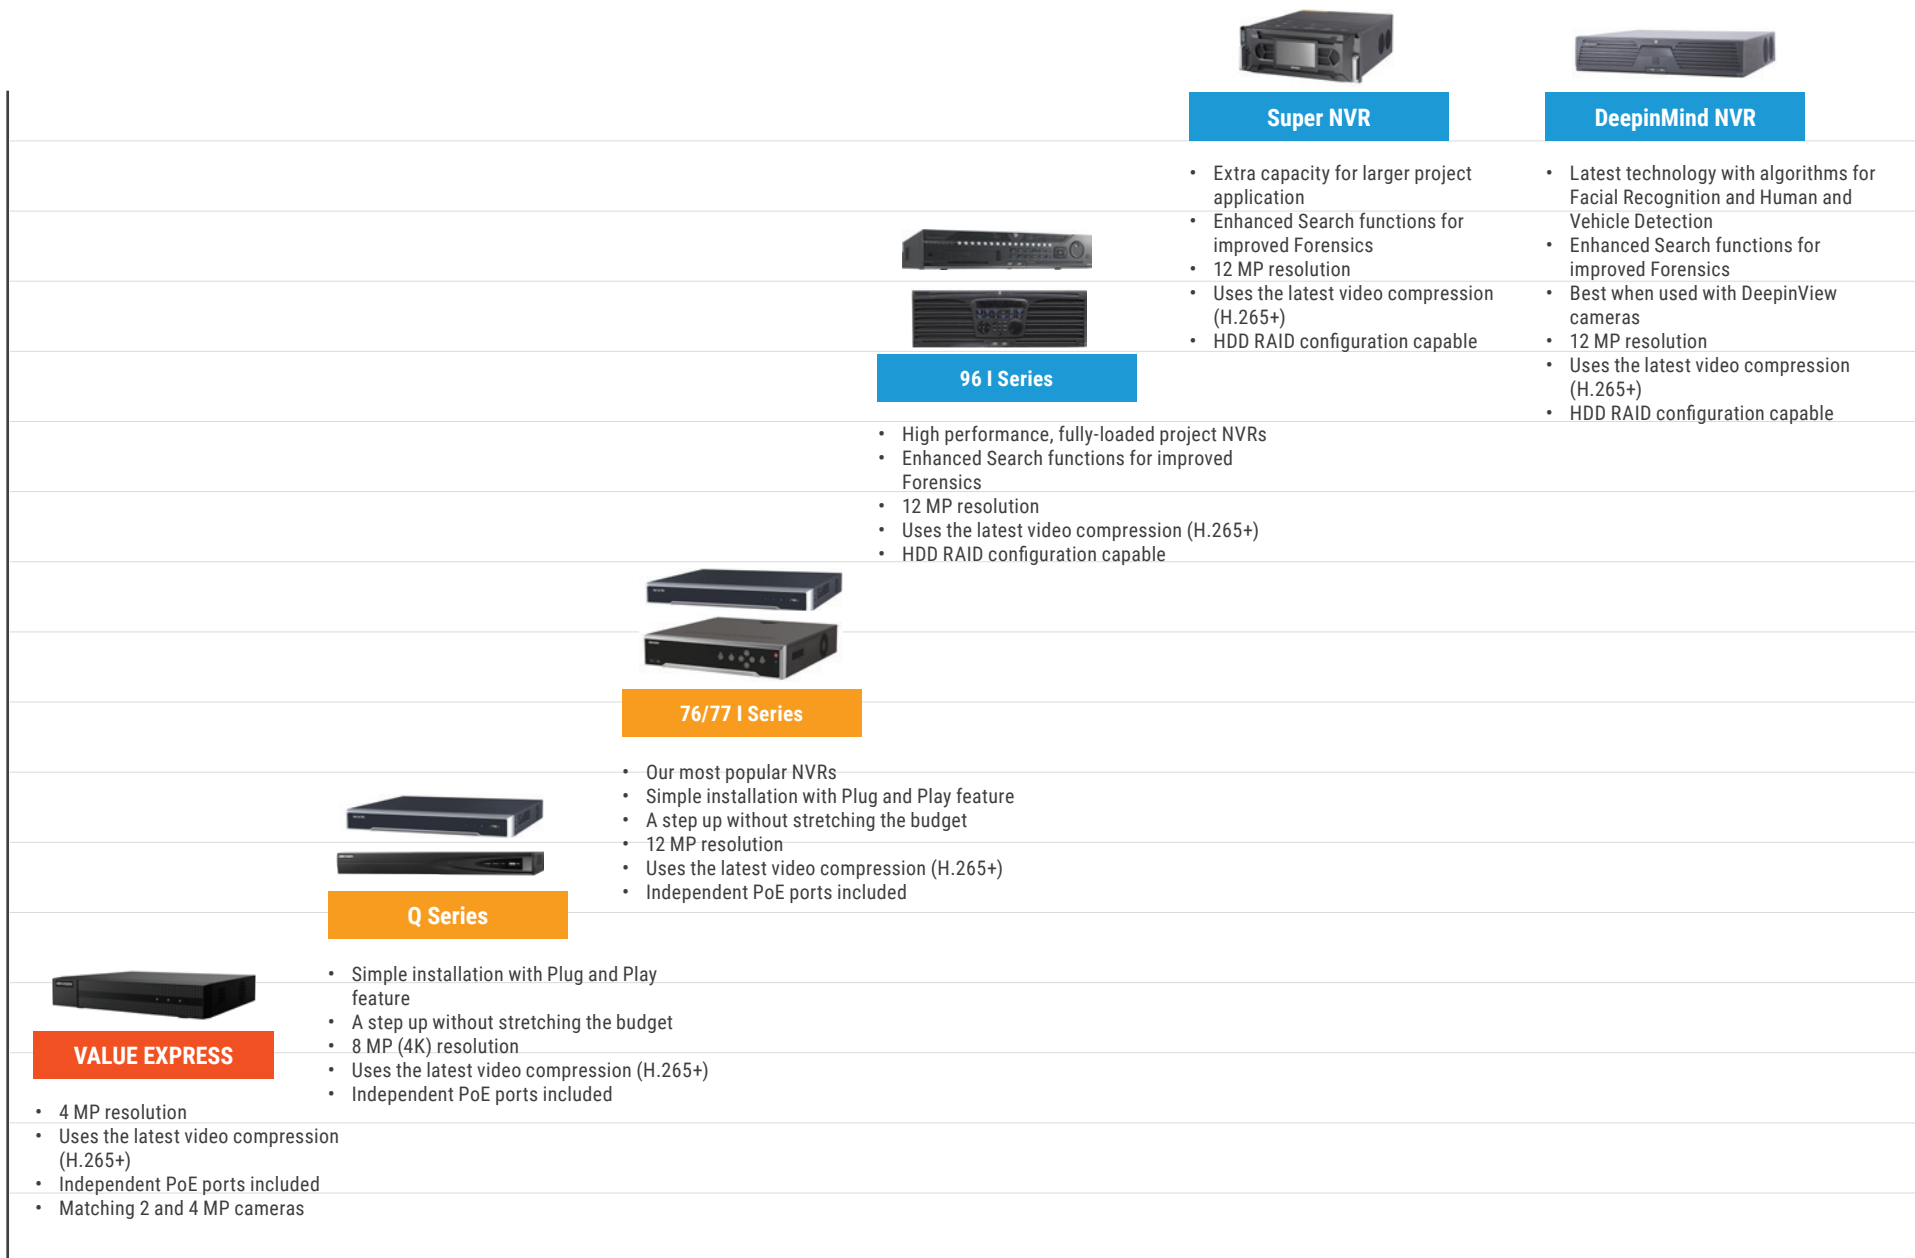 Super NVR
• Extra capacity for larger project
application
• Enhanced Search functions for
improved Forensics
• 12 MP resolution
• Uses the latest video compression
(H.265+)
• HDD RAID configuration capable
DeepinMind NVR
• Latest technology with algorithms for
Facial Recognition and Human and
Vehicle Detection
• Enhanced Search functions for
improved Forensics
• Best when used with DeepinView
cameras
• 12 MP resolution
• Uses the latest video compression
(H.265+)
• HDD RAID configuration capable
96 I Series
• High performance, fully-loaded project NVRs
• Enhanced Search functions for improved
Forensics
• 12 MP resolution
• Uses the latest video compression (H.265+)
• HDD RAID configuration capable
76/77 I Series
• Our most popular NVRs
• Simple installation with Plug and Play feature
• A step up without stretching the budget
• 12 MP resolution
• Uses the latest video compression (H.265+)
• Independent PoE ports included
Q Series
• Simple installation with Plug and Play
feature
• A step up without stretching the budget
• 8 MP (4K) resolution
• Uses the latest video compression (H.265+)
• Independent PoE ports included
VALUE EXPRESS
• 4 MP resolution
• Uses the latest video compression
(H.265+)
• Independent PoE ports included
• Matching 2 and 4 MP cameras